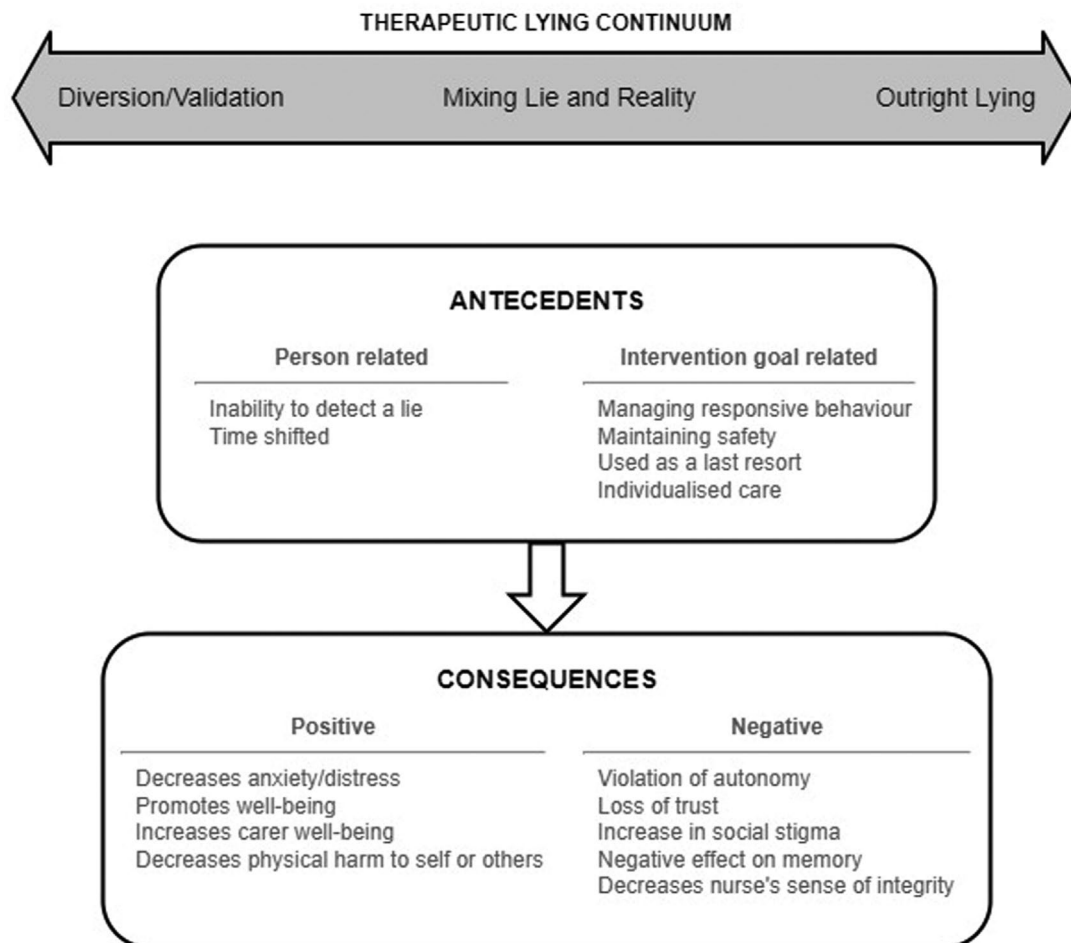 THERAPEUTIC LYING CONTINUUM
Diversion/Validation
Mixing Lie and Reality
Outright Lying
ANTECEDENTS
Person related
Inability to detect a lie
Time shifted
Intervention goal related
Managing responsive behaviour
Maintaining safety
Used as a last resort
Individualised care
CONSEQUENCES
Positive
Decreases anxiety/distress
Promotes well-being
Increases carer well-being
Decreases physical harm to self or others
Negative
Violation of autonomy
Loss of trust
Increase in social stigma
Negative effect on memory
Decreases nurse's sense of integrity